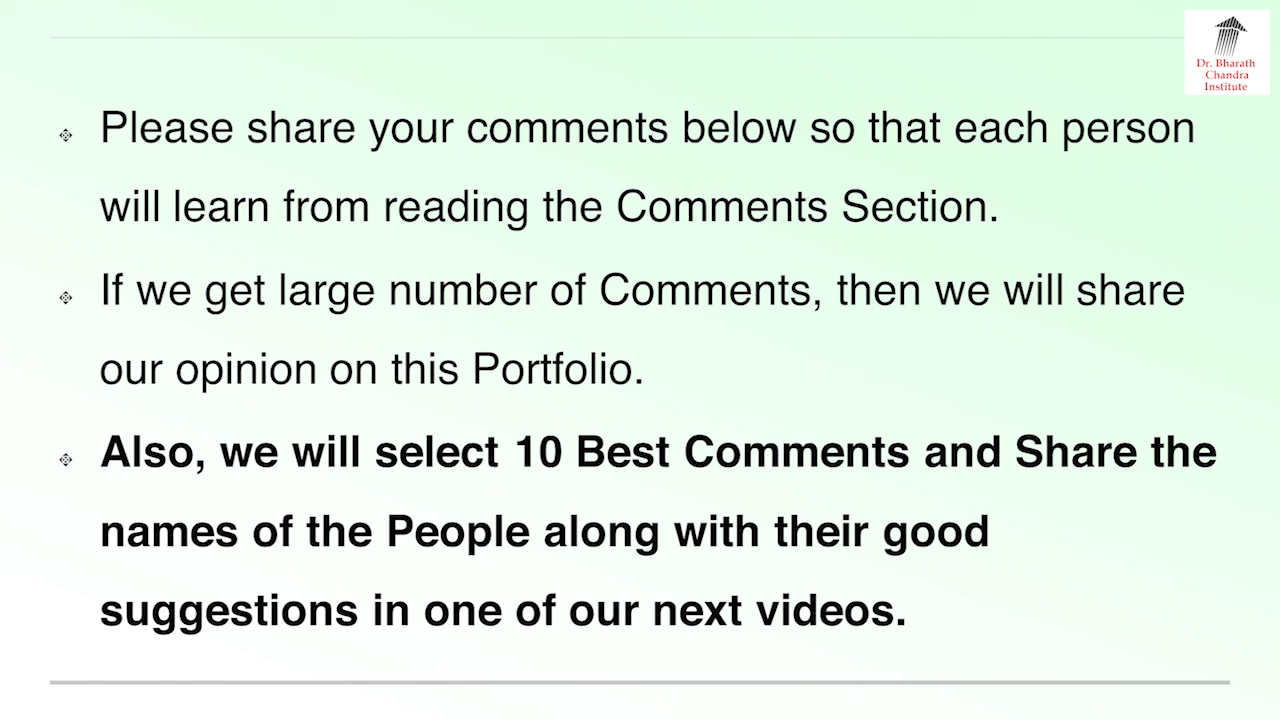 Dr. Bharath
Chandra
Institute
Please share your comments below so that each person
will learn from reading the Comments Section.
If we get large number of Comments, then we will share
our opinion on this Portfolio.
Also, we will select 10 Best Comments and Share the
names of the People along with their good
suggestions in one of our next videos.